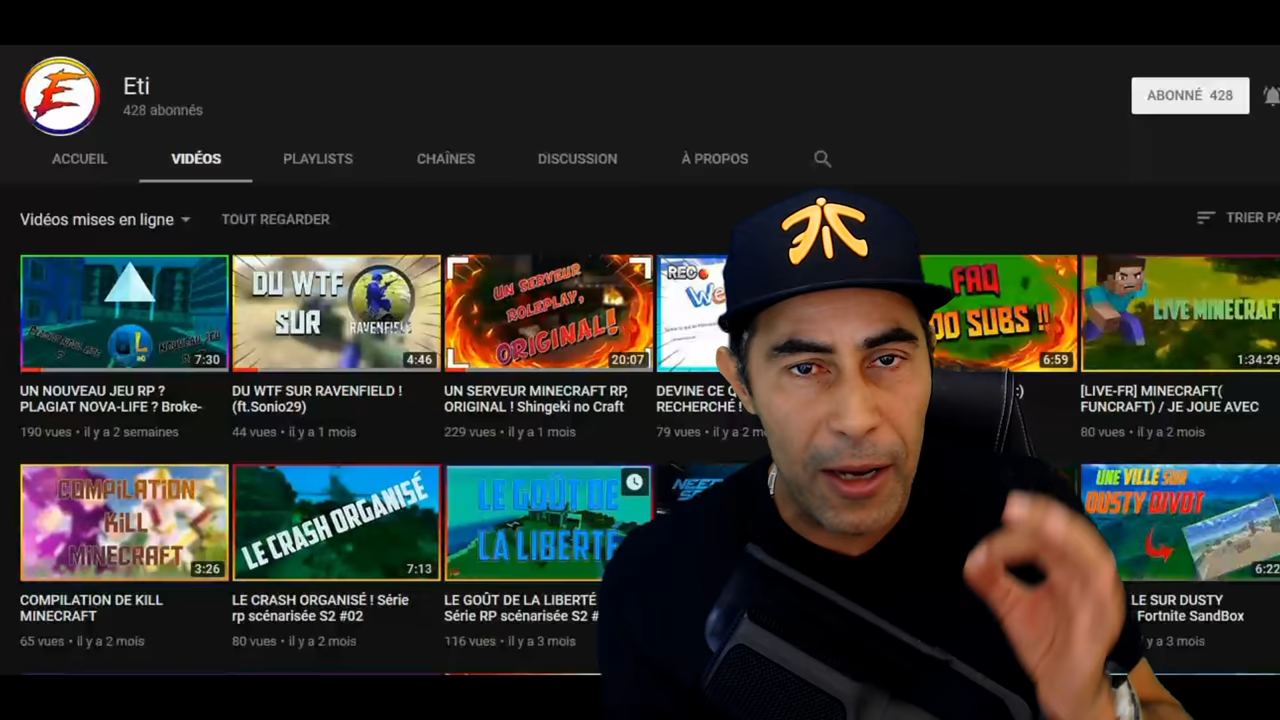 Eti
428 abonnés
ABONNÉ 428
ACCUEIL VIDÉOS PLAYLISTS CHAÎNES DISCUSSION À PROPOS
Vidéos mises en ligne TOUT REGARDER TRIER PA
7:30
DU WTF
SUR
RAVENFIELD
4:46
UN SERVEUR
ROLEPLAY,
ORIGINAL!
20:07
REC
We
FAQ
00 SUBS !!
6:59
LIVE MINECRAFT
1:34:29
UN NOUVEAU JEU RP ?
PLAGIAT NOVA-LIFE ? Broke-
190 vues • il y a 2 semaines
DU WTF SUR RAVENFIELD !
(ft.Sonio29)
44 vues • il y a 1 mois
UN SERVEUR MINECRAFT RP,
ORIGINAL ! Shingeki no Craft
229 vues • il y a 1 mois
DEVINE CE
RECHERCHÉ !
79 vues • il y a 2 m
:)
[LIVE-FR] MINECRAFT(
FUNCRAFT) / JE JOUE AVEC
80 vues • il y a 2 mois
COMPILATION
KILL
MINECRAFT
3:26
LE CRASH ORGANISÉ
7:13
LE GOÛT DE
LA LIBERTÉ
UNE VILLE SUR
DUSTY DIVOT
6:22
COMPILATION DE KILL
MINECRAFT
65 vues • il y a 2 mois
LE CRASH ORGANISÉ ! Série
rp scénarisée S2 #02
80 vues • il y a 2 mois
LE GOÛT DE LA LIBERTÉ
Série RP scénarisée S2 #
116 vues • il y a 3 mois
LE SUR DUSTY
Fortnite SandBox
y a 3 mois